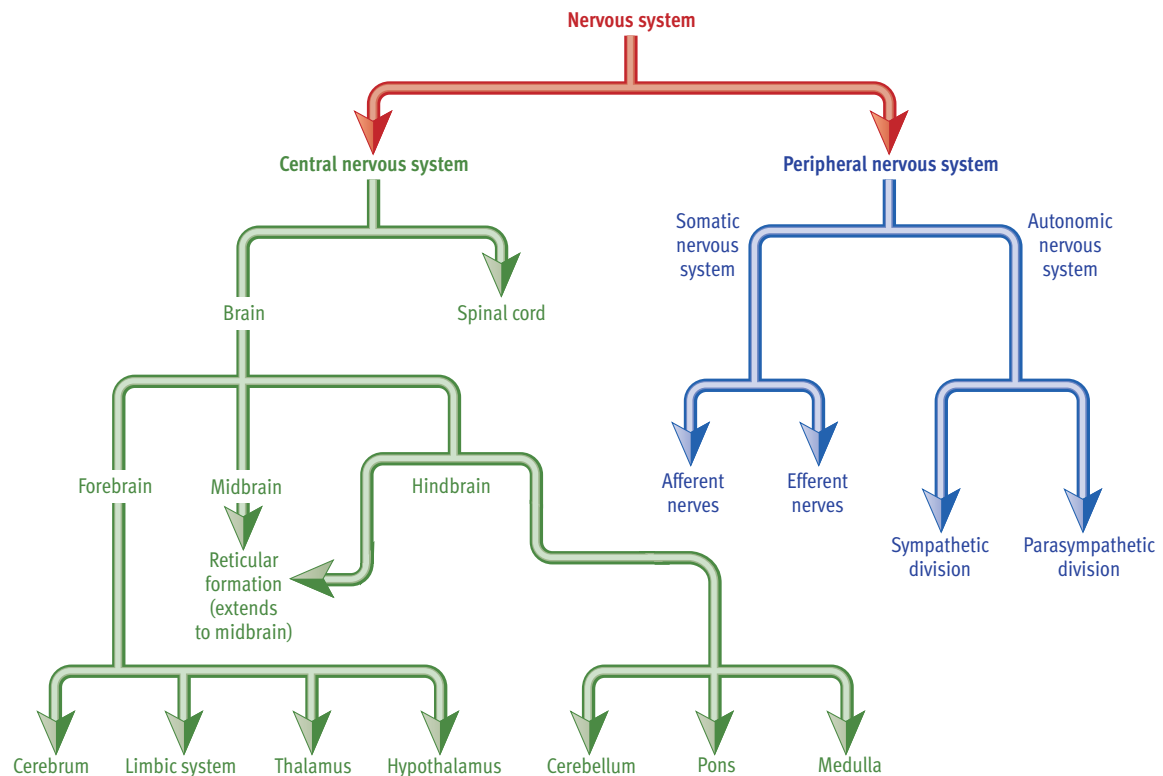 Nervous system
Central nervous system
Peripheral nervous system
Somatic
nervous
system
Autonomic
nervous
system
Brain
Spinal cord
Forebrain
Midbrain
Hindbrain
Afferent
nerves
Efferent
nerves
Reticular
formation
(extends
to midbrain)
Sympathetic
division
Parasympathetic
division
Cerebrum
Limbic system
Thalamus
Hypothalamus
Cerebellum
Pons
Medulla